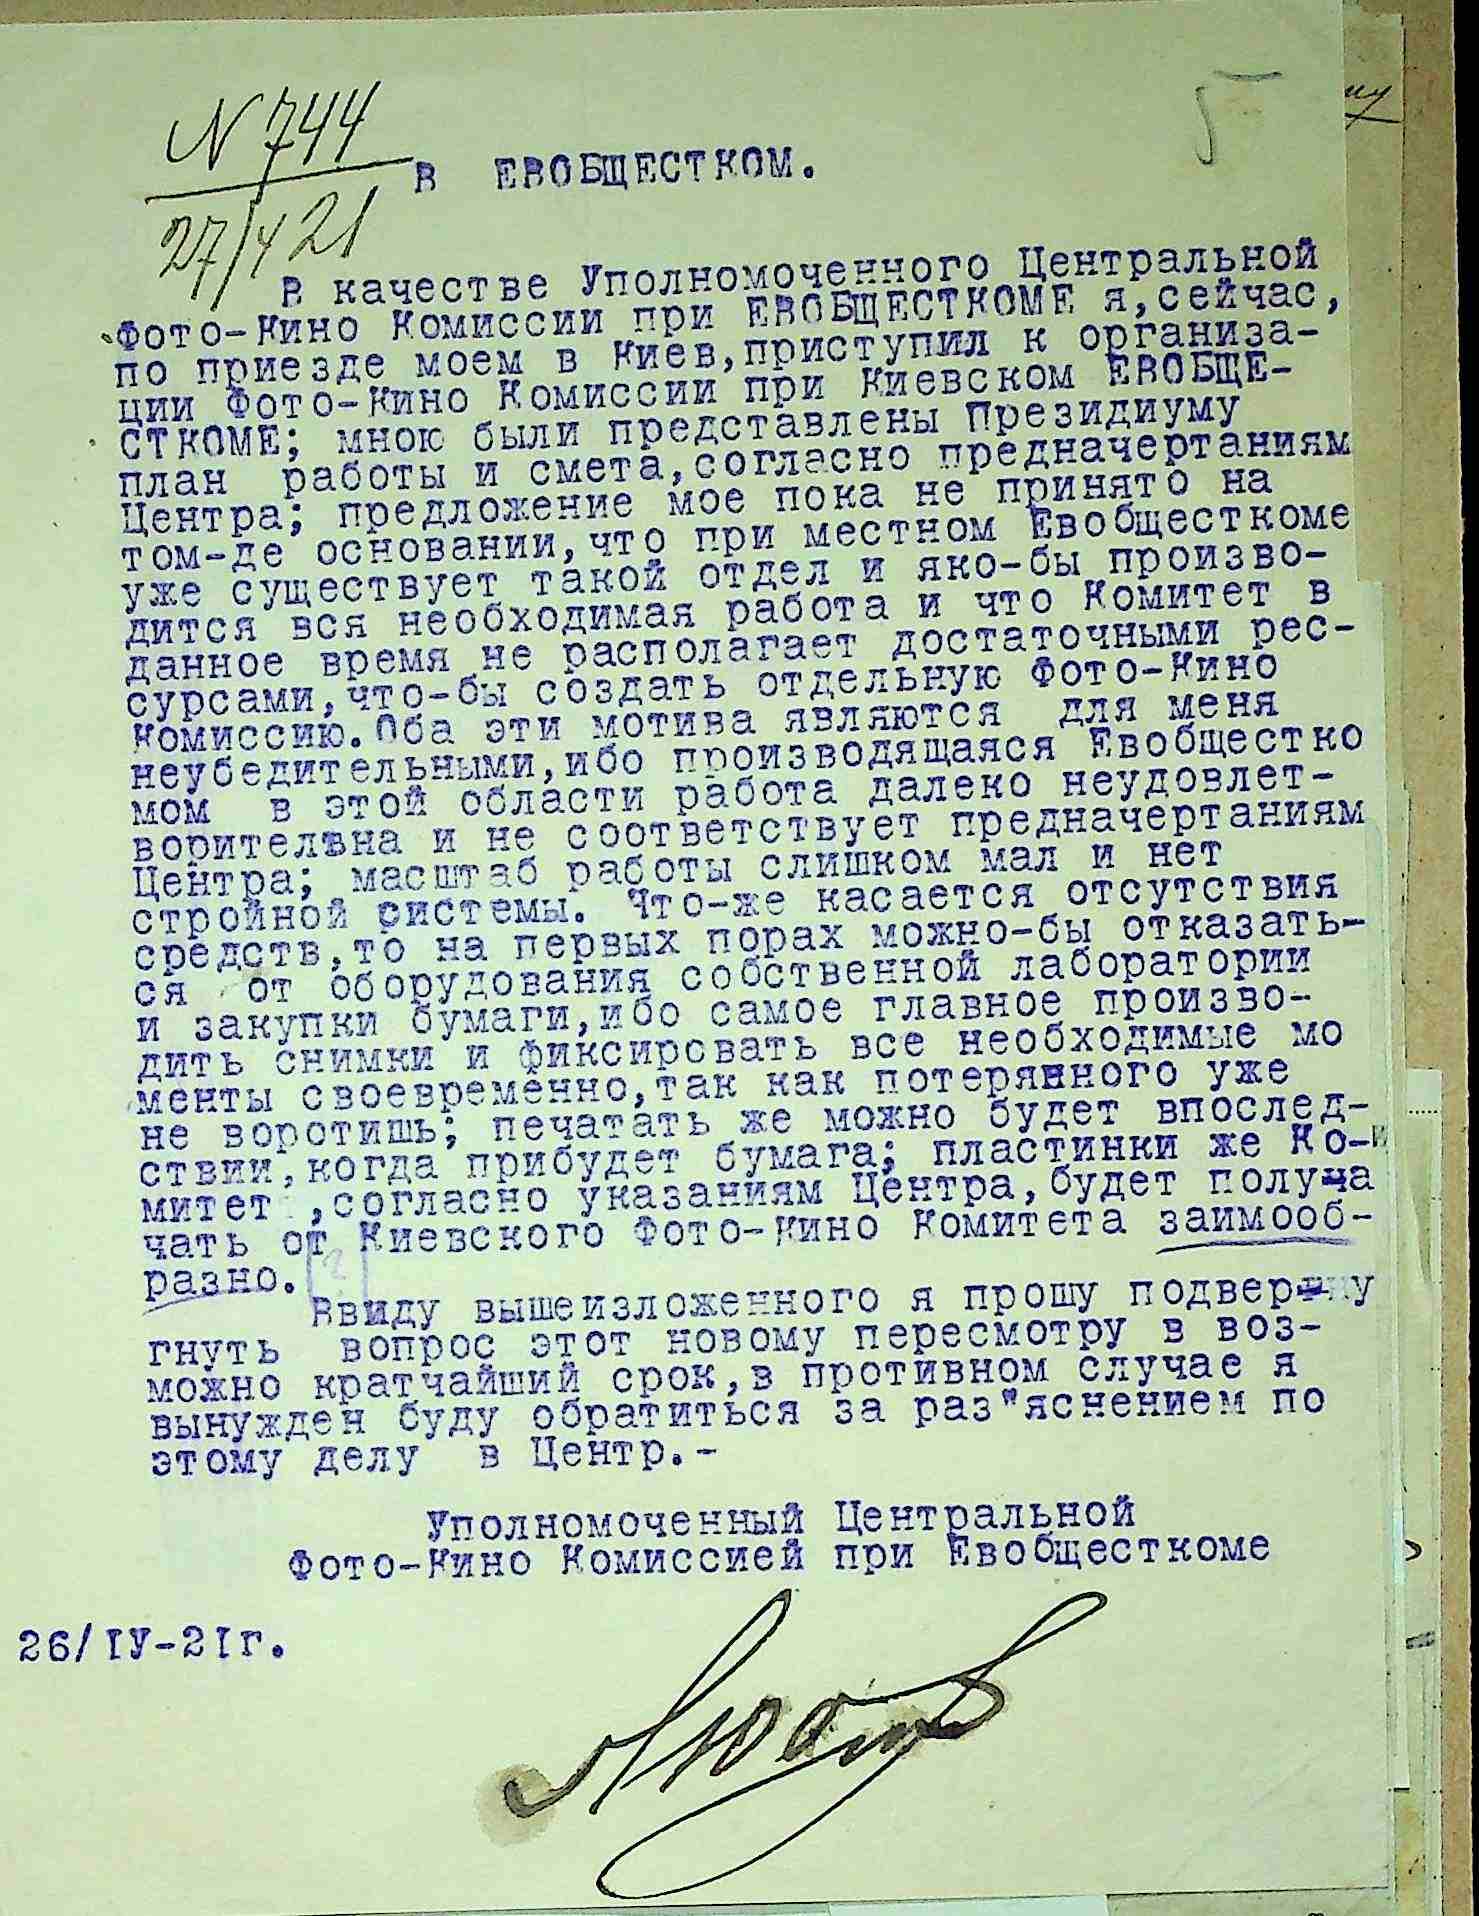 N 744
5
В ЕВОБЩЕСТКОМ.
27/4 21
В качестве Уполномоченного Центральной
Фото-Кино Комиссии при ЕВОБЩЕСТКОМЕ я,сейчас,
по приезде моем в Киев,приступил к организа-
ции Фото-Кино Комиссии при Киевском ЕВОБЩЕ-
СТКОМЕ; мною были представлены Президиуму
план работы и смета,согласно предначертаниям
Центра; предложение мое пока не принято на
том-де основании,что при местном Евобщесткоме
уже существует такой отдел и яко-бы произво-
дится вся необходимая работа и что Комитет в
данное время не располагает достаточными рес-
сурсами,что-бы создать отдельную Фото-Кино
Комиссию.Оба эти мотива являются для меня
неубедительными,ибо производящаяся Евобщестко
мом в этой области работа далеко неудовлет-
ворительна и не соответствует предначертаниям
Центра; масштаб работы слишком мал и нет
стройной системы. Что-же касается отсутствия
средств,то на первых порах можно-бы отказать-
ся от оборудования собственной лаборатории
и закупки бумаги,ибо самое главное произво-
дить снимки и фиксировать все необходимые мо
менты своевременно,так как потерянного уже
не воротишь; печатать же можно будет впослед-
ствии,когда прибудет бумага; пластинки же Ко-
митет ,согласно указаниям Центра,будет получа
чать от Киевского Фото-Кино Комитета заимооб-
разно.
Ввиду вышеизложенного я прошу подвер
гнуть вопрос этот новому пересмотру в воз-
можно кратчайший срок,в противном случае я
вынужден буду обратиться за раз"яснением по
этому делу в Центр.-
Уполномоченный Центральной
Фото-Кино Комиссией при Евобщесткоме
26/IУ-2Iг.